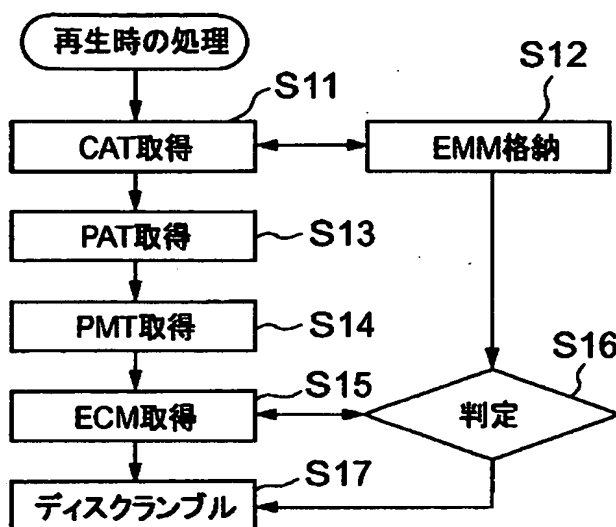 再生時の処理
S11
S12
CAT取得
EMM格納
PAT取得
S13
PMT取得
S14
S16
S15
ECM取得
判定
S17
ディスクランブル